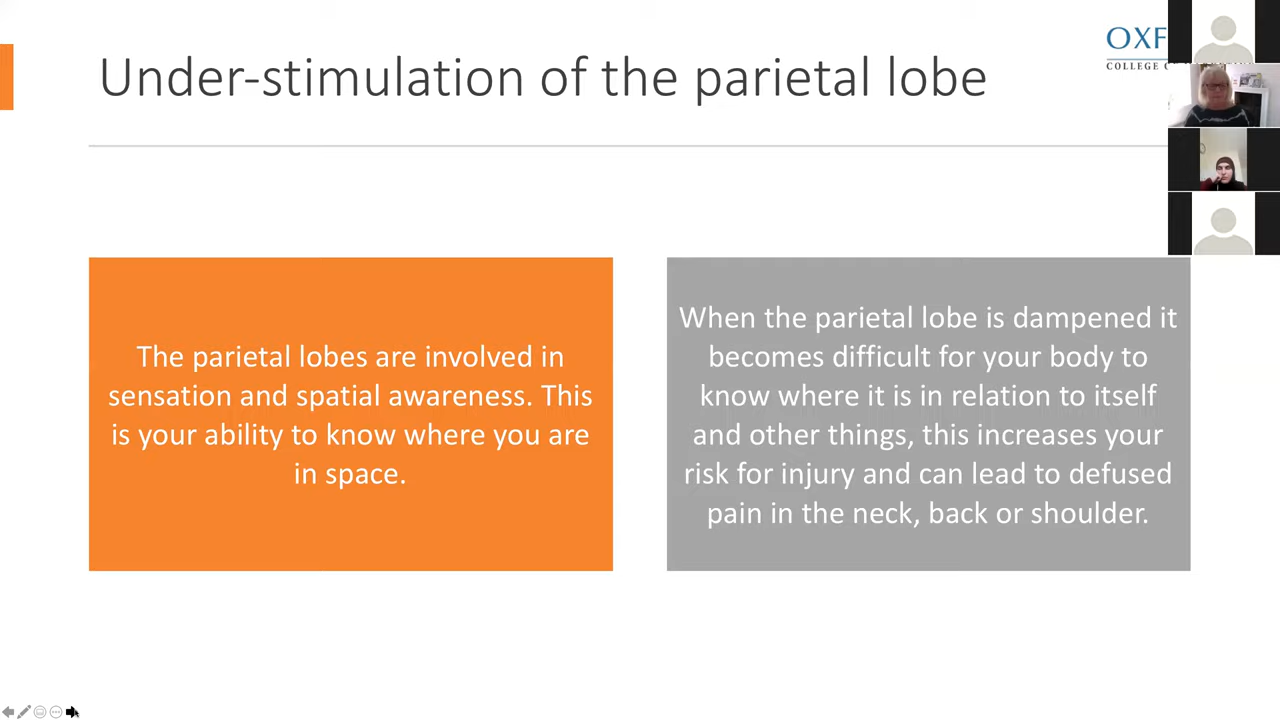 Under-stimulation of the parietal lobe
OXF
COLLEGE
The parietal lobes are involved in
sensation and spatial awareness. This
is your ability to know where you are
in space.
When the parietal lobe is dampened it
becomes difficult for your body to
know where it is in relation to itself
and other things, this increases your
risk for injury and can lead to defused
pain in the neck, back or shoulder.